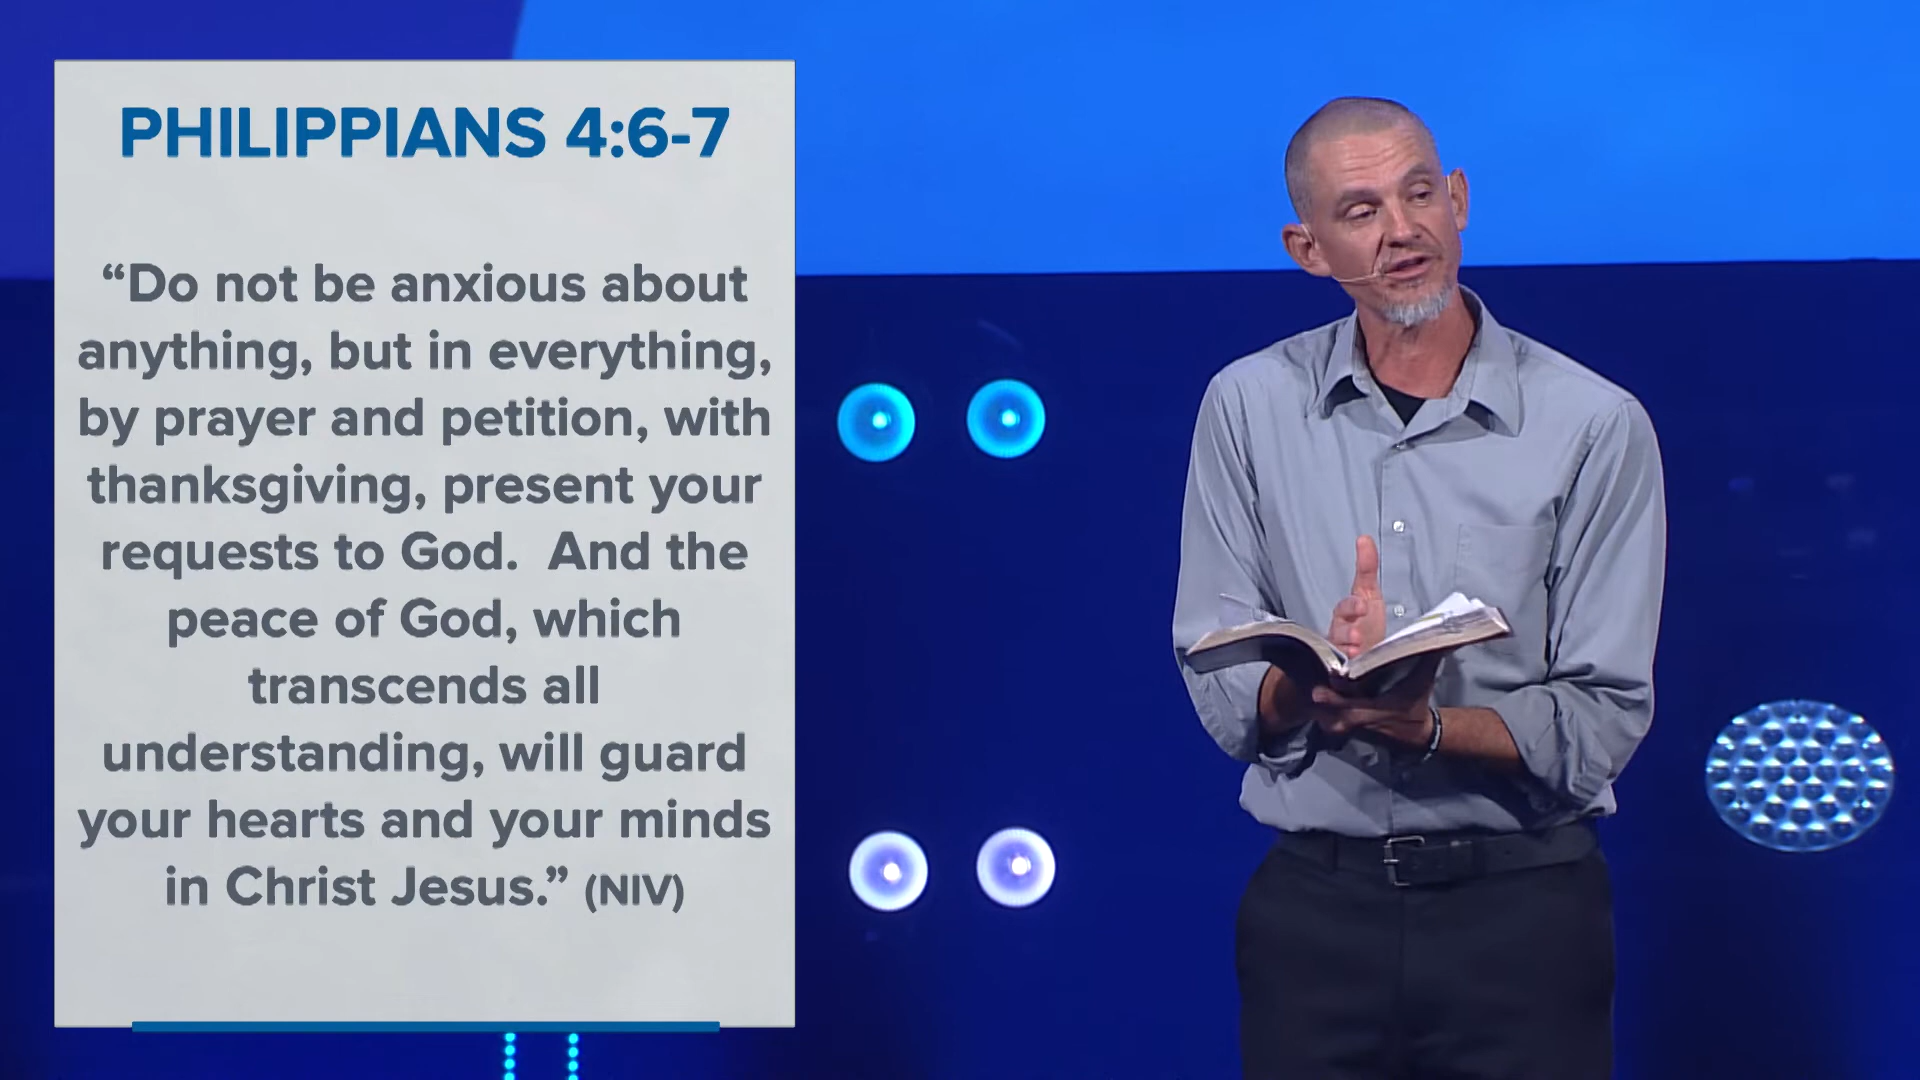 PHILIPPIANS 4:6-7
“Do not be anxious about
anything, but in everything,
by prayer and petition, with
thanksgiving, present your
requests to God.  And the
peace of God, which
transcends all
understanding, will guard
your hearts and your minds
in Christ Jesus.” (NIV)